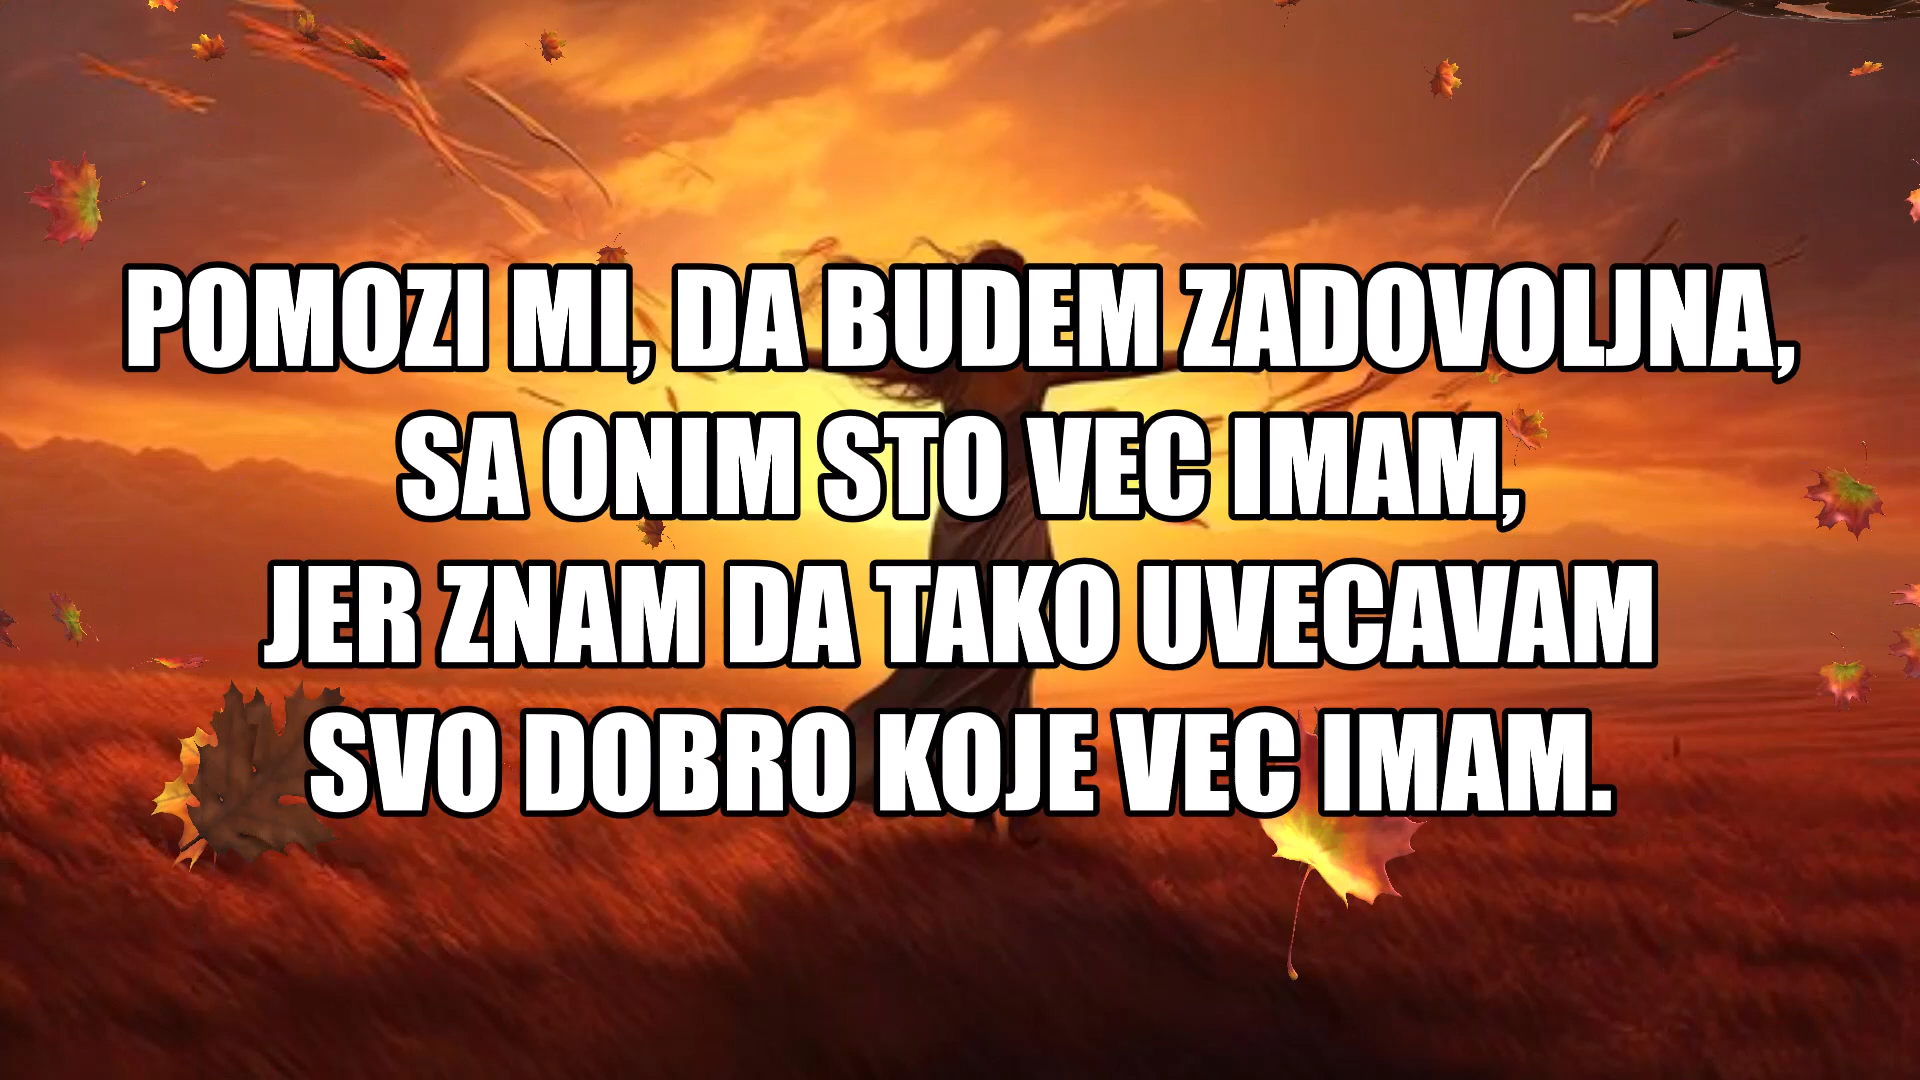 POMOZI MI, DA BUDEM ZADOVOLJNA,
SA ONIM STO VEC IMAM,
JER ZNAM DA TAKO UVECAVAM
SVO DOBRO KOJE VEC IMAM.